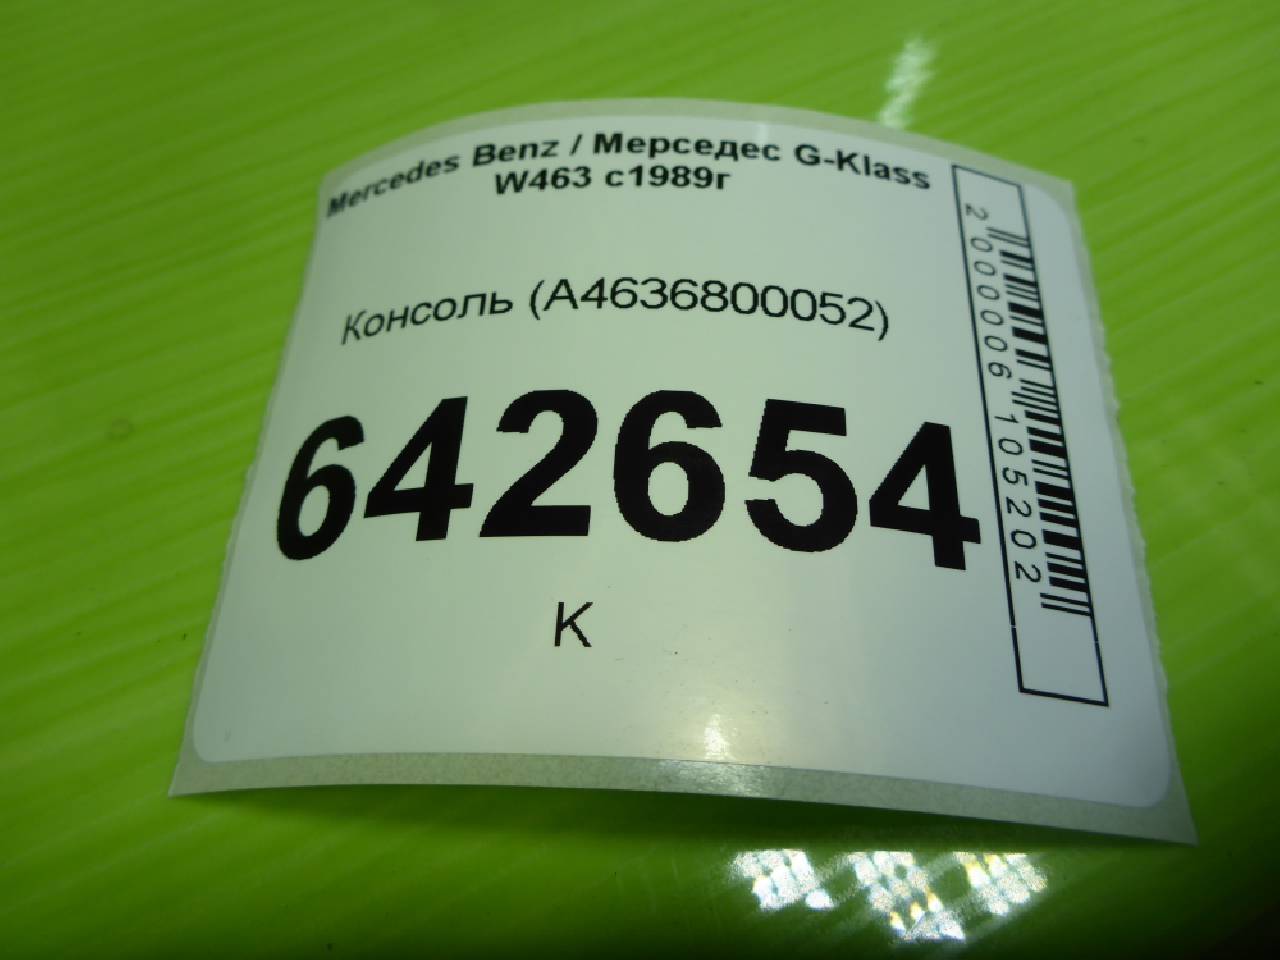 Mercedes Benz / Мерседес G-Klass
W463 с1989г
Консоль (A4636800052)
642654
К
2000006105202